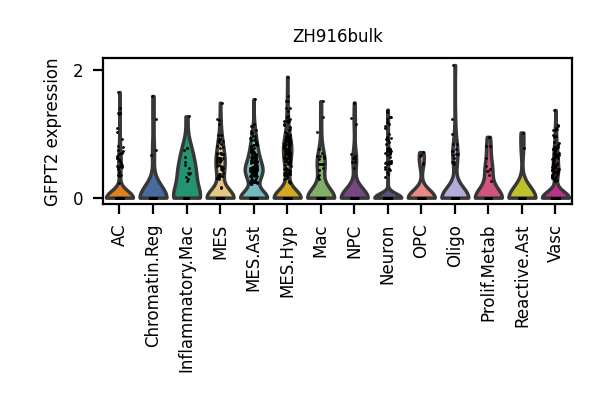 ZH916bulk
GFPT2 expression
2
0
AC
Chromatin.Reg
Inflammatory.Mac
MES
MES.Ast
MES.Hyp
Mac
NPC
Neuron
OPC
Oligo
Prolif.Metab
Reactive.Ast
Vasc